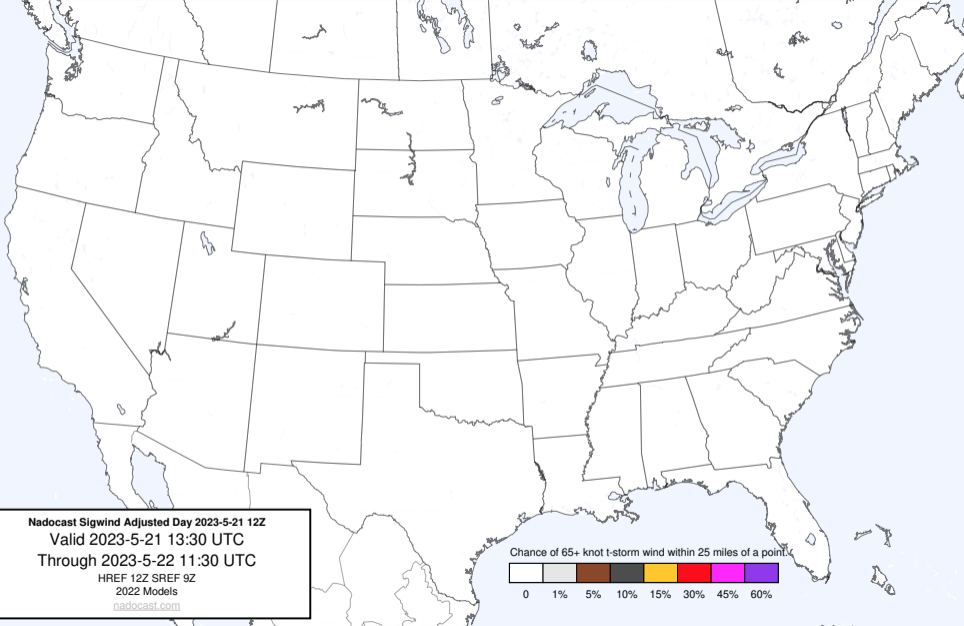 Nadocast Sigwind Adjusted Day 2023-5-21 12Z
Valid 2023-5-21 13:30 UTC
Through 2023-5-22 11:30 UTC
HREF 12Z SREF 9Z
2022 Models
nadocast.com
Chance of 65+ knot t-storm wind within 25 miles of a point.
0 1% 5% 10% 15% 30% 45% 60%